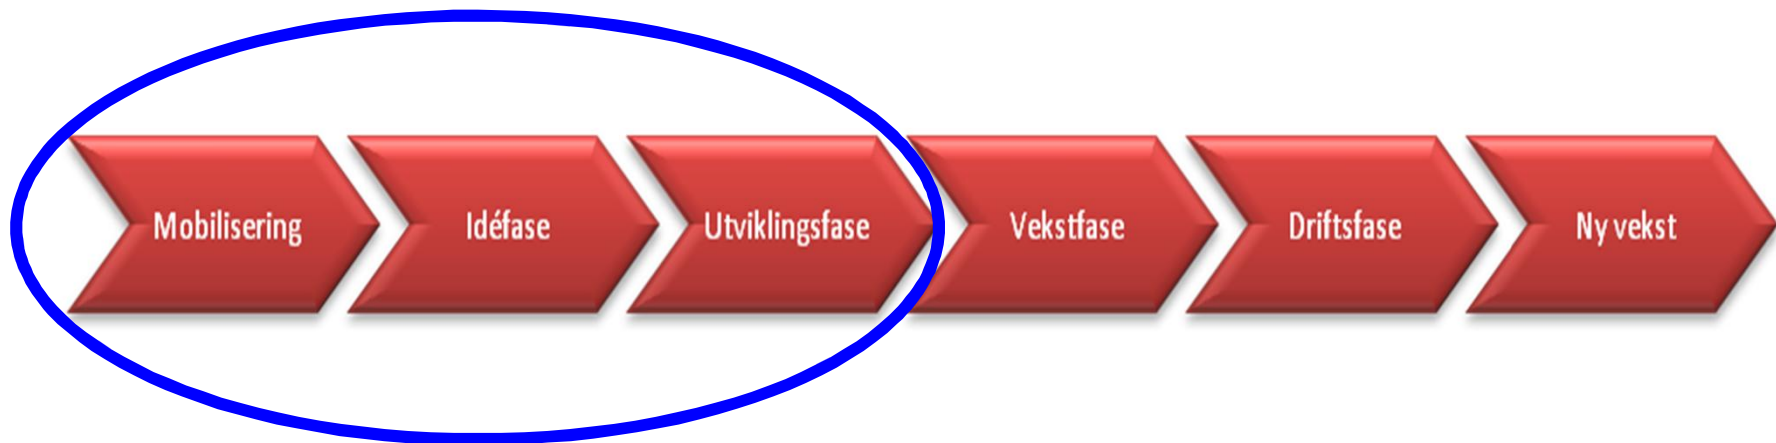 Mobilisering
Idéfase
Utviklingsfase
Vekstfase
Driftsfase
Ny vekst